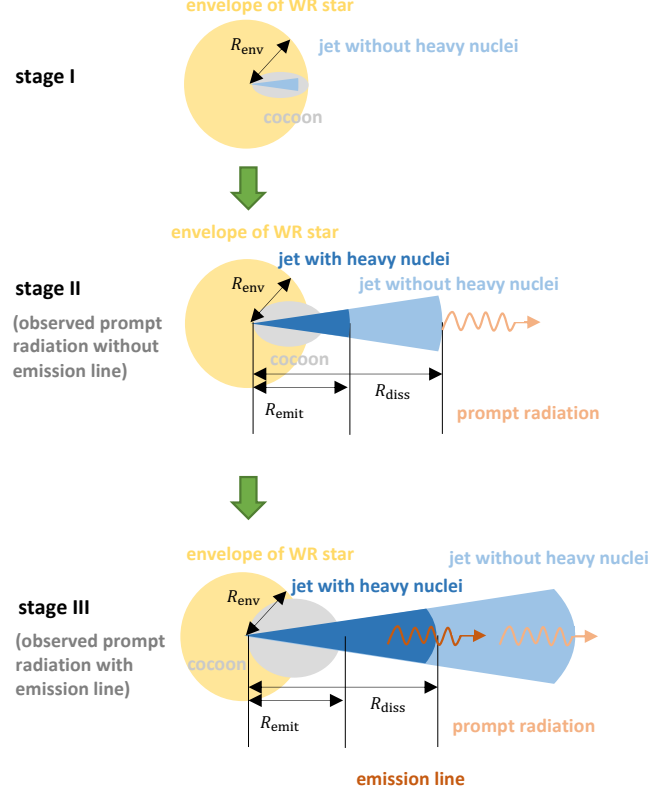 envelope of WR star
R_env
jet without heavy nuclei
stage I
cocoon
envelope of WR star
jet with heavy nuclei
R_env
jet without heavy nuclei
stage II
(observed prompt
radiation without
emission line)
cocoon
R_emit
R_diss
prompt radiation
envelope of WR star
jet without heavy nuclei
jet with heavy nuclei
R_env
stage III
(observed prompt
radiation with
emission line)
cocoon
R_emit
R_diss
prompt radiation
emission line